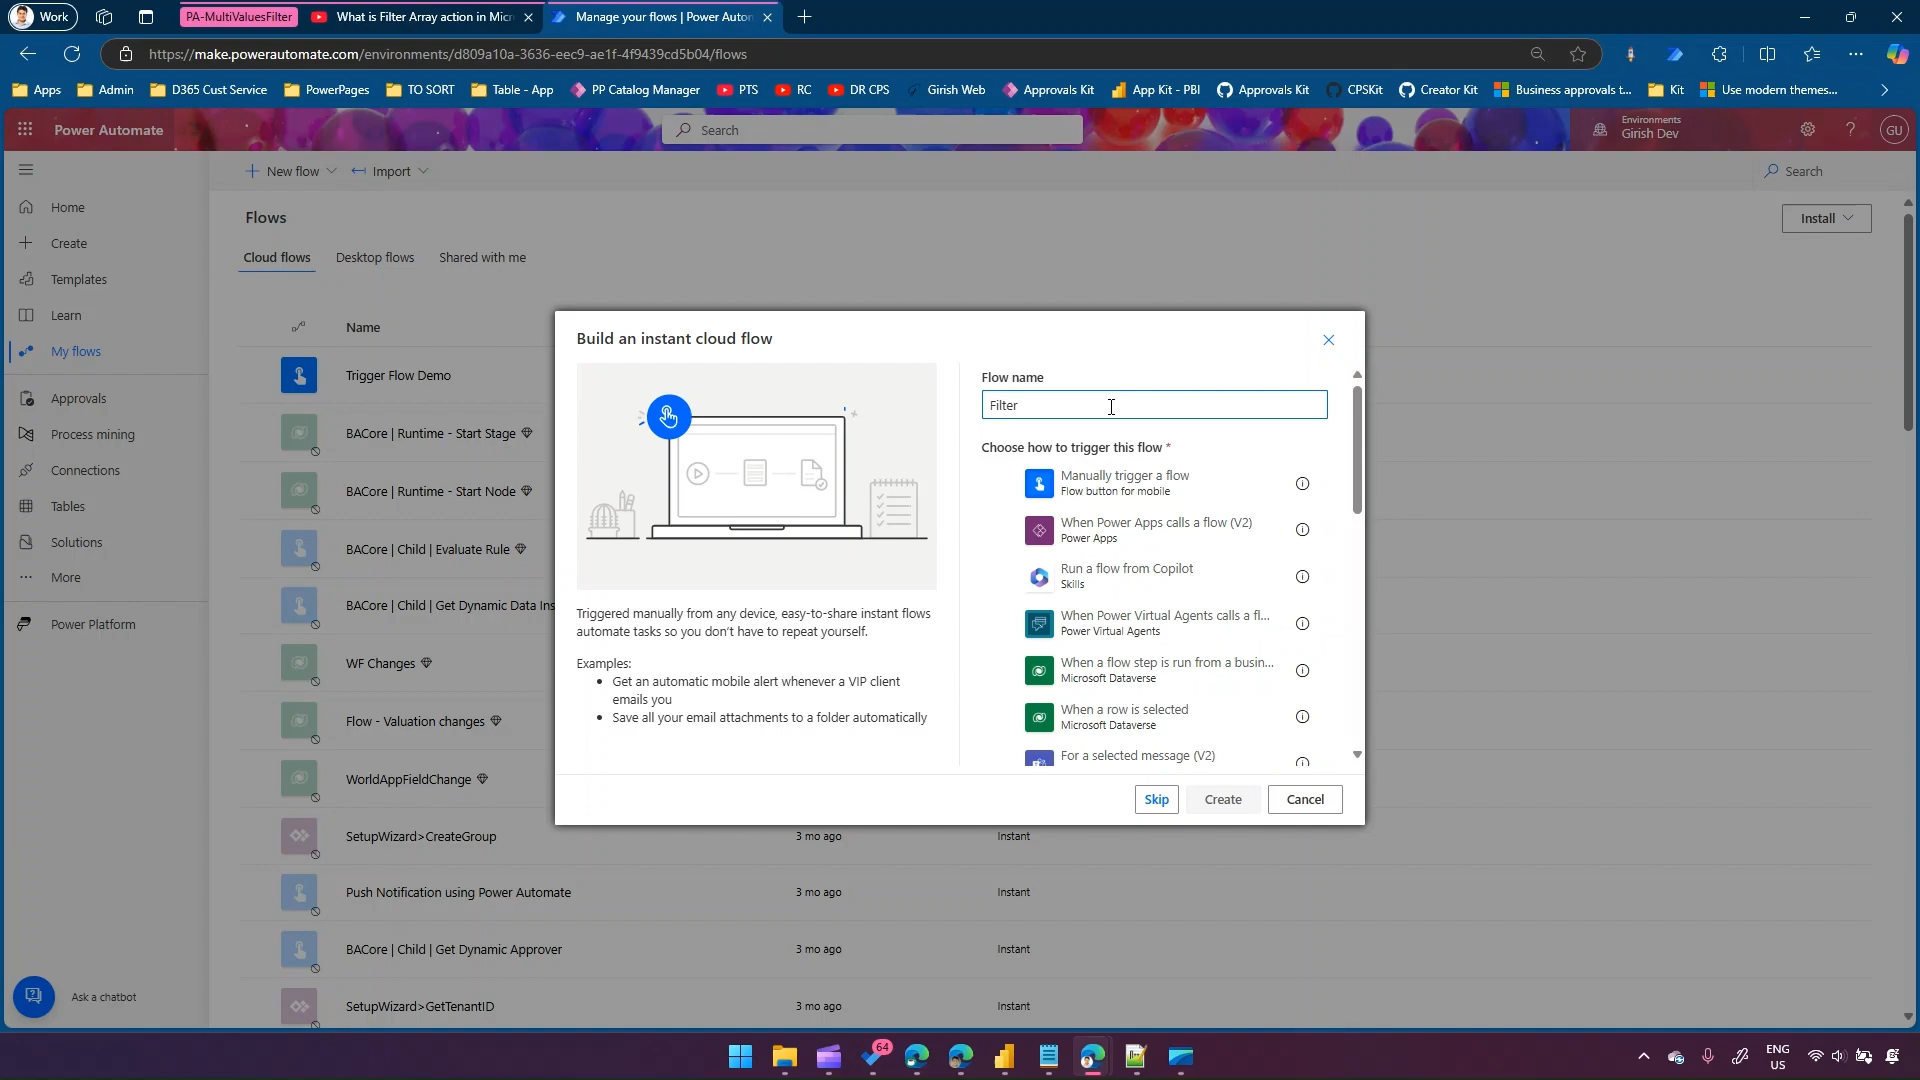 Work
PA-MultiValuesFilter
What is Filter Array action in Micr
Manage your flows | Power Auton
https://make.powerautomate.com/environments/d809a10a-3636-eec9-ae1f-4f9439cd5b04/flows
Apps
Admin
D365 Cust Service
PowerPages
TO SORT
Table - App
PP Catalog Manager
PTS
RC
DR CPS
Girish Web
Approvals Kit
App Kit - PBI
Approvals Kit
CPSKit
Creator Kit
Business approvals t...
Kit
Use modern themes...
Power Automate
Search
Environments
Girish Dev
GU
New flow
Import
Search
Home
Create
Templates
Learn
My flows
Approvals
Process mining
Connections
Tables
Solutions
More
Power Platform
Ask a chatbot
Flows
Install
Cloud flows
Desktop flows
Shared with me
Name
Trigger Flow Demo
BACore | Runtime - Start Stage
BACore | Runtime - Start Node
BACore | Child | Evaluate Rule
BACore | Child | Get Dynamic Data Ins
WF Changes
Flow - Valuation changes
WorldAppFieldChange
SetupWizard>CreateGroup
3 mo ago
Instant
Push Notification using Power Automate
3 mo ago
Instant
BACore | Child | Get Dynamic Approver
3 mo ago
Instant
SetupWizard>GetTenantID
3 mo ago
Instant
Build an instant cloud flow
Triggered manually from any device, easy-to-share instant flows
automate tasks so you don't have to repeat yourself.
Examples:
• Get an automatic mobile alert whenever a VIP client
emails you
• Save all your email attachments to a folder automatically
Flow name
Filter
Choose how to trigger this flow *
Manually trigger a flow
Flow button for mobile
When Power Apps calls a flow (V2)
Power Apps
Run a flow from Copilot
Skills
When Power Virtual Agents calls a fl...
Power Virtual Agents
When a flow step is run from a busin...
Microsoft Dataverse
When a row is selected
Microsoft Dataverse
For a selected message (V2)
Skip
Create
Cancel
64
ENG
US